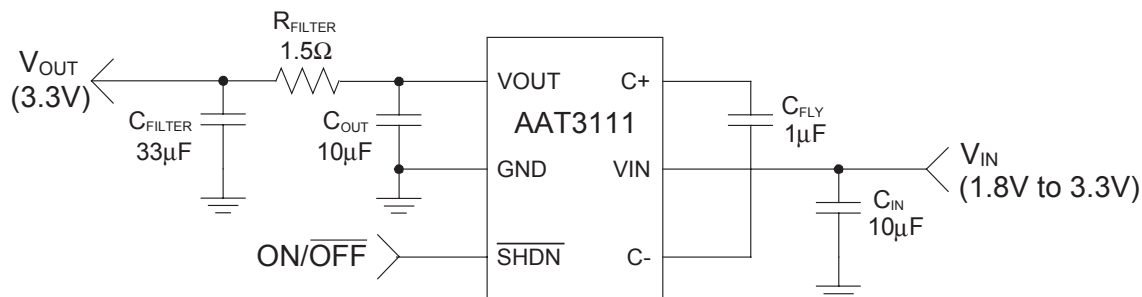 RFILTER
1.5Ω
VOUT
(3.3V)
CFILTER
33µF
COUT
10µF
VOUT
C+
AAT3111
GND
VIN
SHDN
C-
CFLY
1µF
VIN
(1.8V to 3.3V)
CIN
10µF
ON/OFF